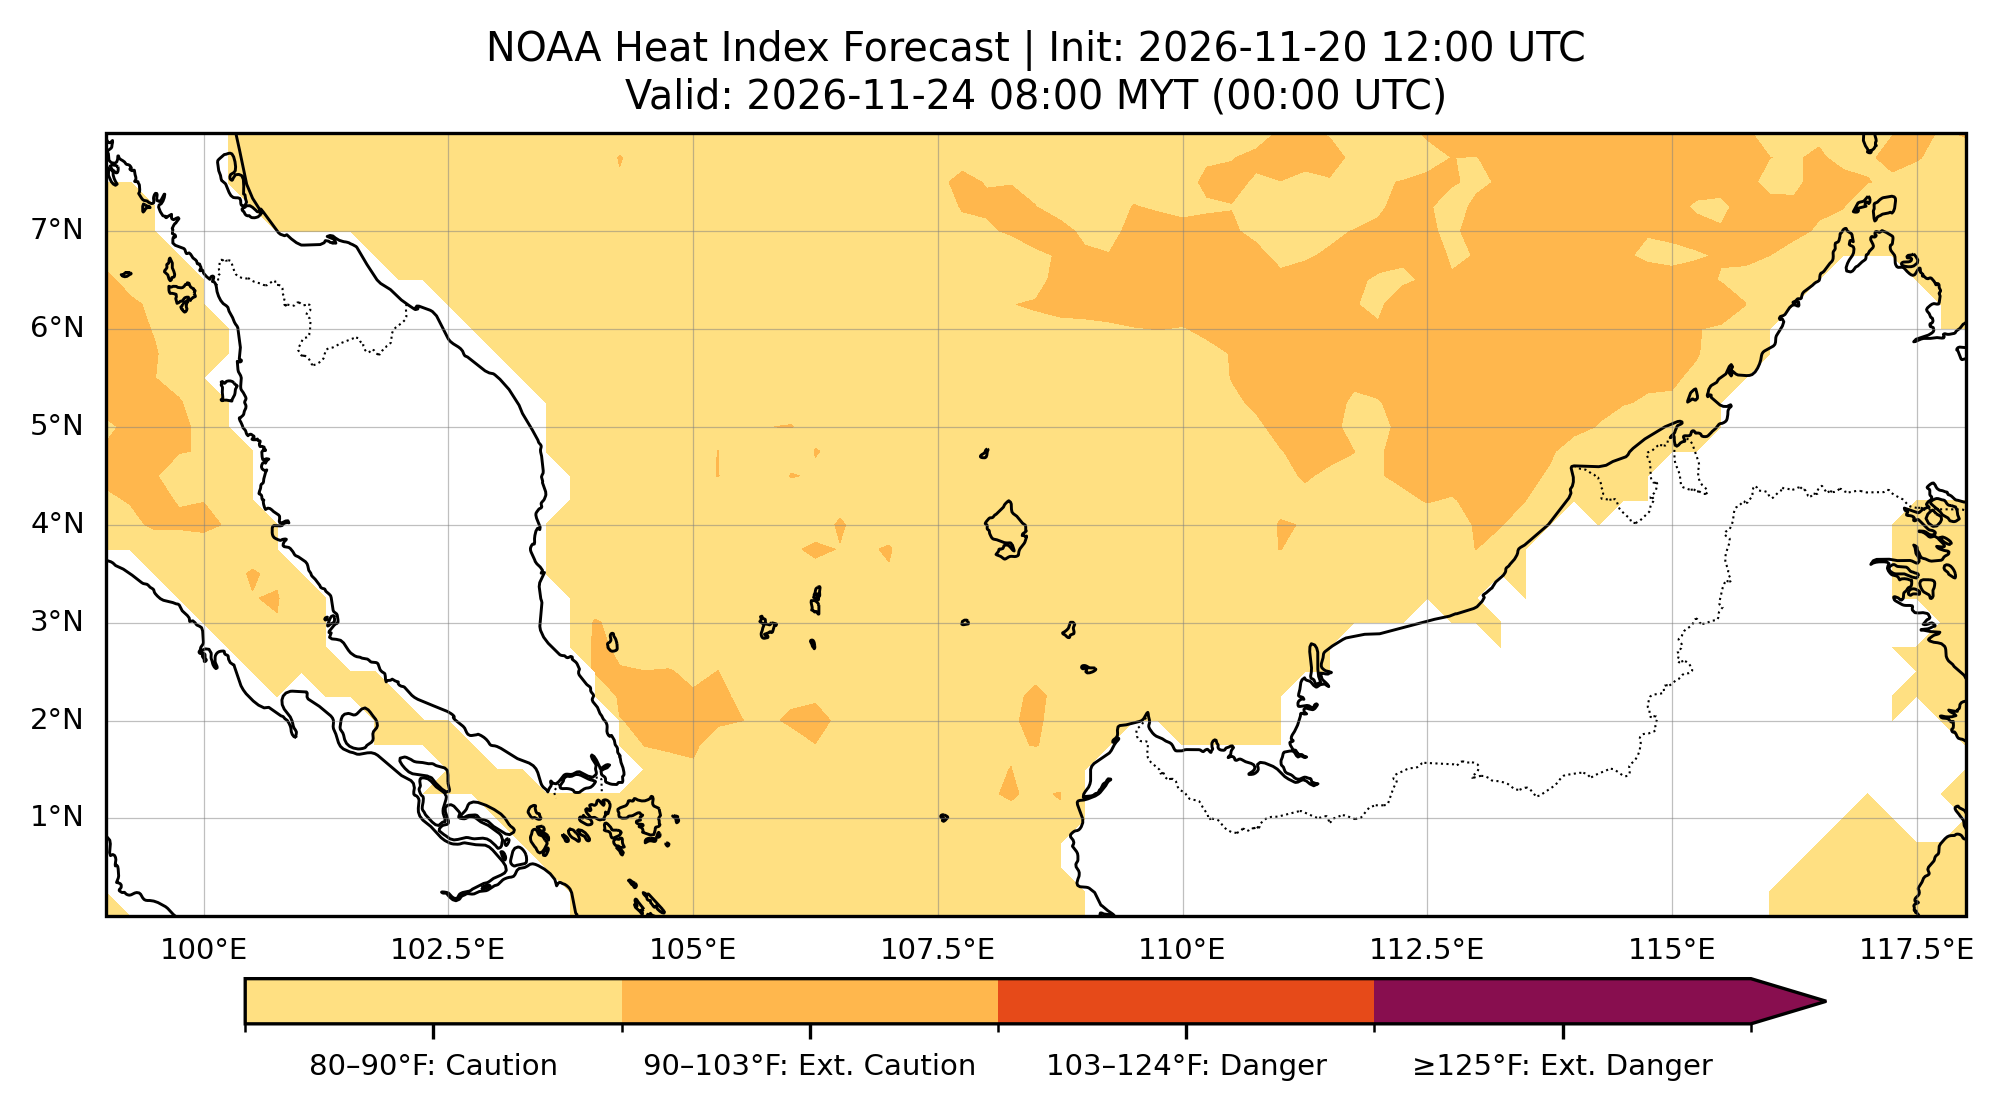 NOAA Heat Index Forecast | Init: 2026-11-20 12:00 UTC
Valid: 2026-11-24 08:00 MYT (00:00 UTC)
7°N
6°N
5°N
4°N
3°N
2°N
1°N
100°E 102.5°E 105°E 107.5°E 110°E 112.5°E 115°E 117.5°E
80–90°F: Caution 90–103°F: Ext. Caution 103–124°F: Danger ≥125°F: Ext. Danger